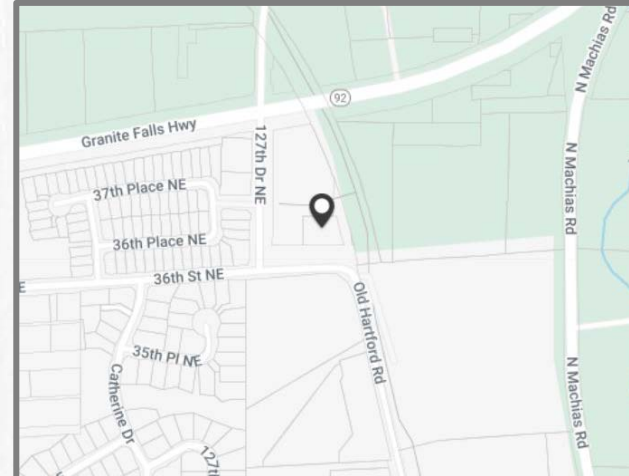 N Machias Rd
92
Granite Falls Hwy
127th Dr NE
N Machias Rd
37th Place NE
36th Place NE
36th St NE
E
Old Hartford Rd
35th Pl NE
Catherine Dr
N Machias Rd
127th